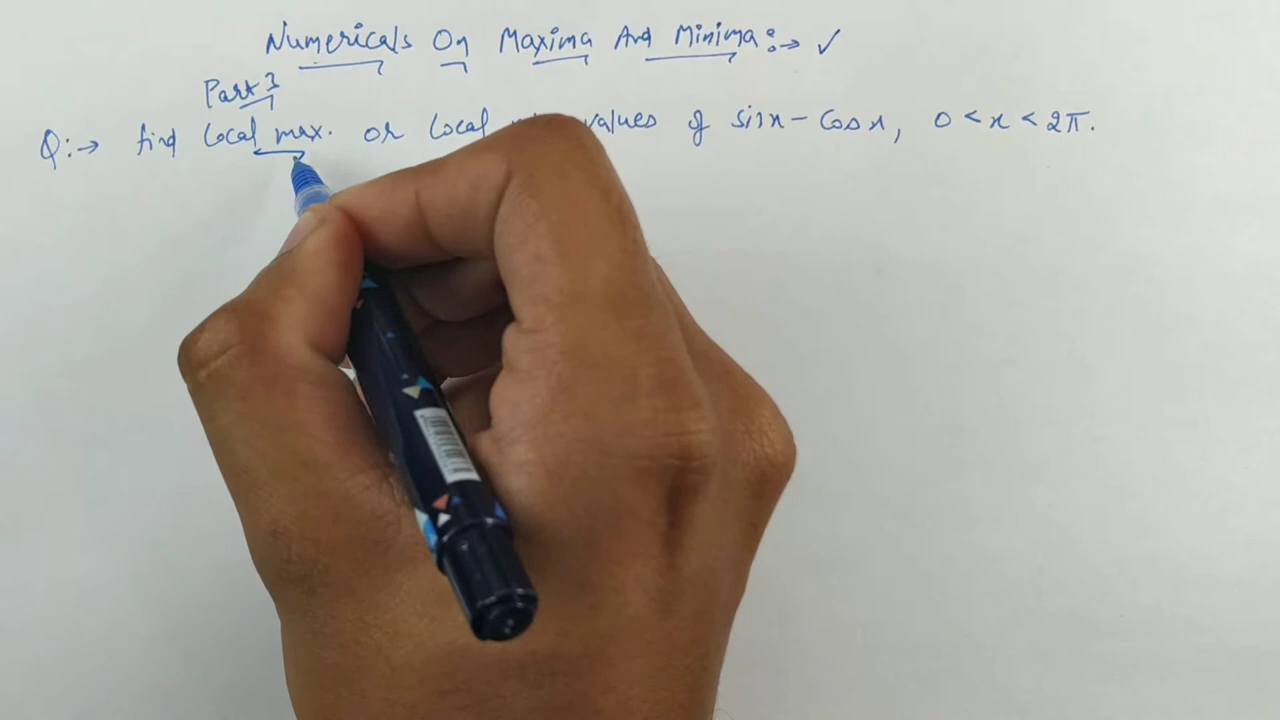 Numericals On Maxima And Minima :→ ✓
Part 3
Q:→ find local max. or local values of sinx - cosx, 0 < x < 2π.